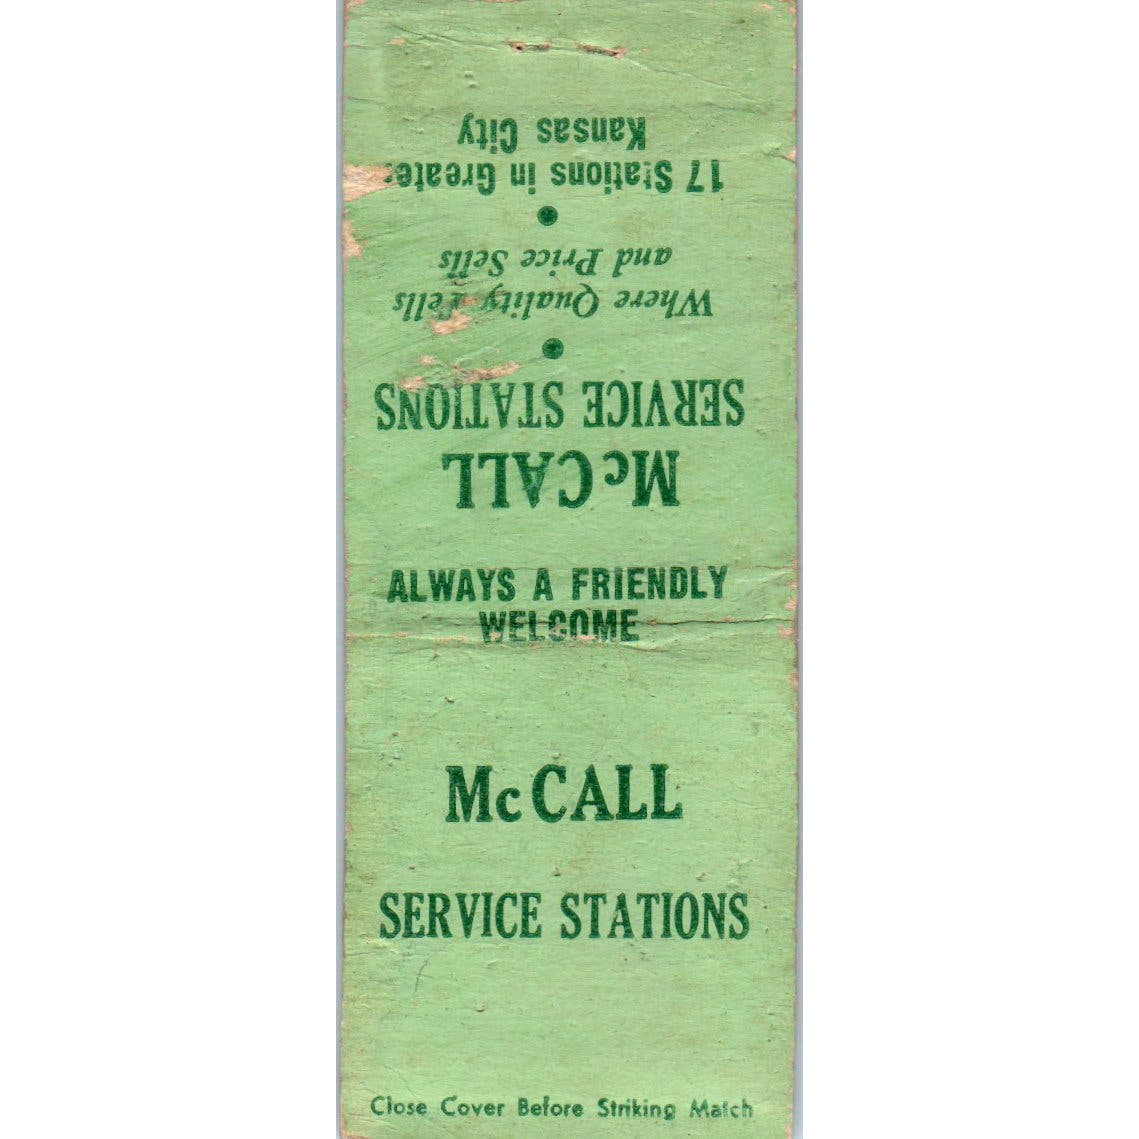 McCALL
SERVICE STATIONS
●
Where Quality Tells
and Price Sells
●
17 Stations in Greater
Kansas City
ALWAYS A FRIENDLY
WELCOME
McCALL
SERVICE STATIONS
Close Cover Before Striking Match